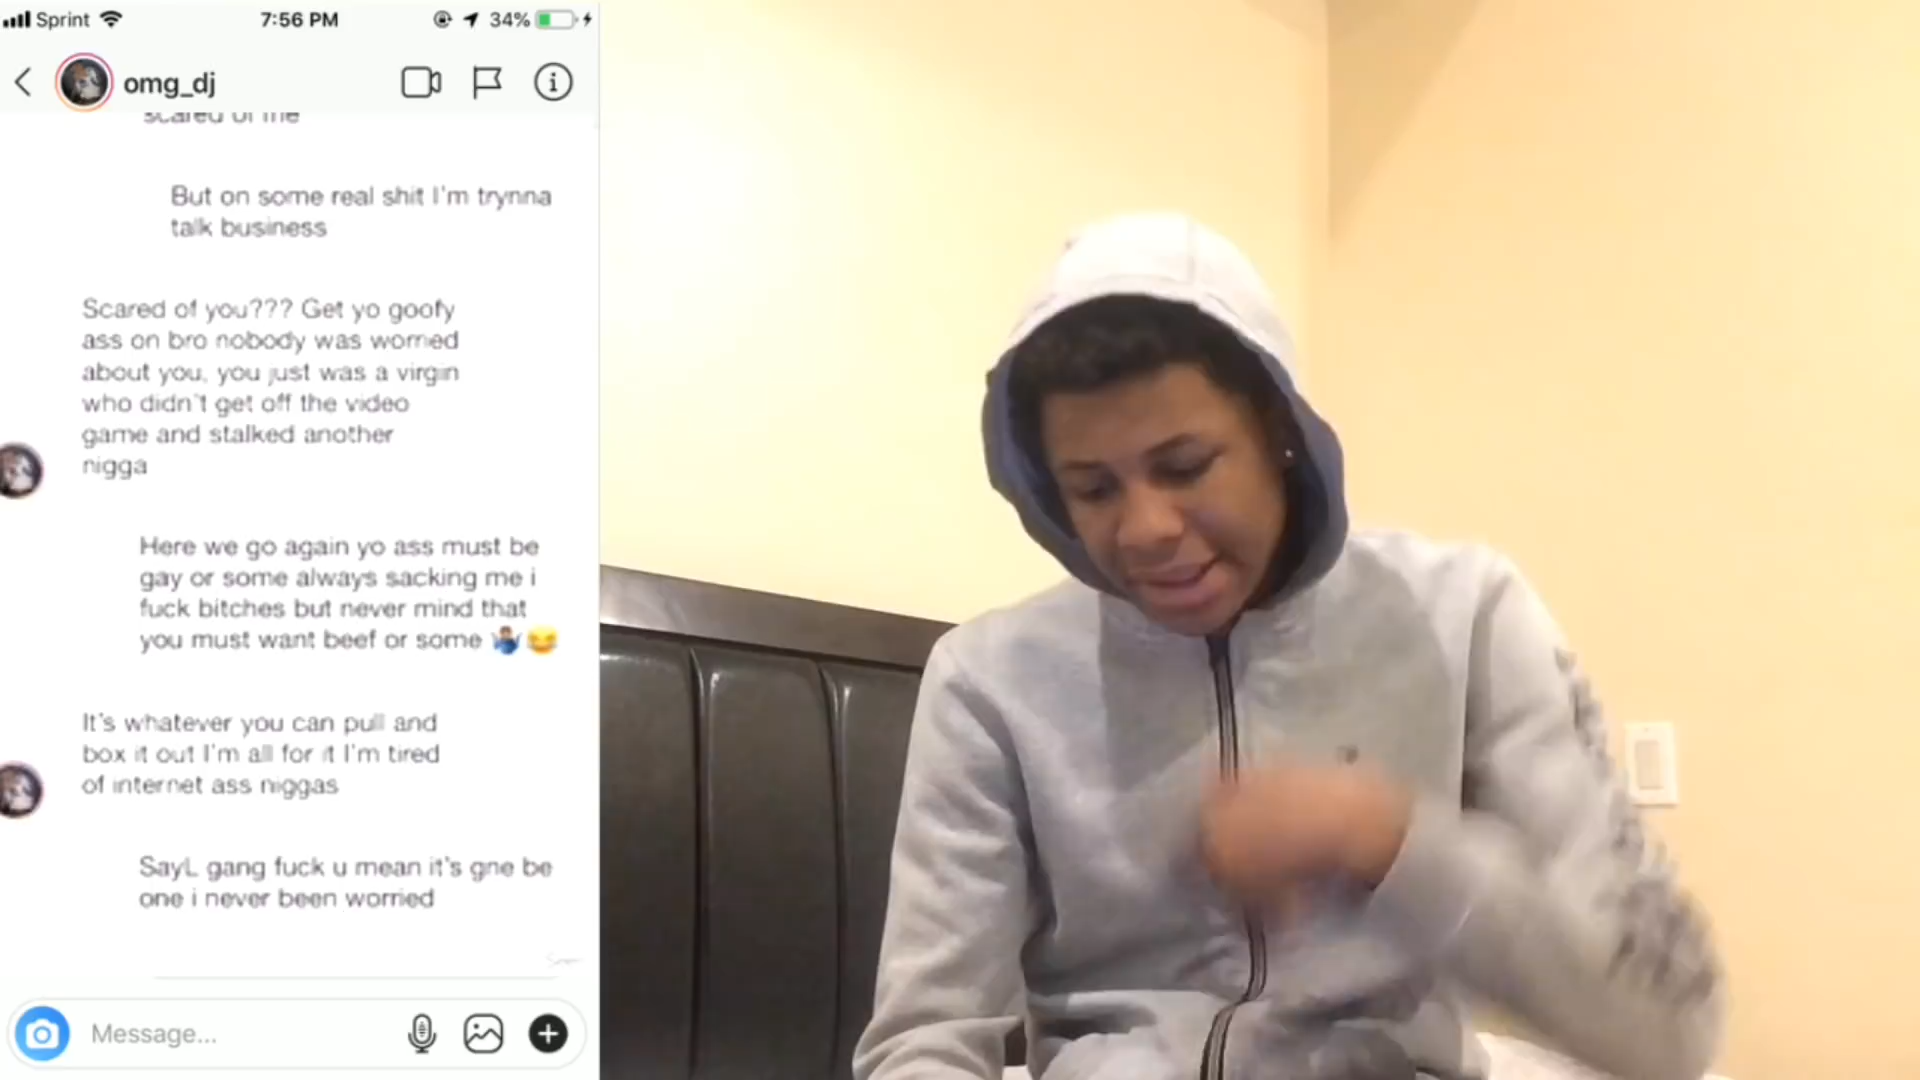 Sprint 7:56 PM 34%
omg_dj
scared of me
But on some real shit I'm trynna
talk business
Scared of you??? Get yo goofy
ass on bro nobody was worried
about you, you just was a virgin
who didn't get off the video
game and stalked another
nigga
Here we go again yo ass must be
gay or some always sacking me i
fuck bitches but never mind that
you must want beef or some 🤷🏽‍♂️😂
It's whatever you can pull and
box it out I'm all for it I'm tired
of internet ass niggas
SayL gang fuck u mean it's gne be
one i never been worried
Message...